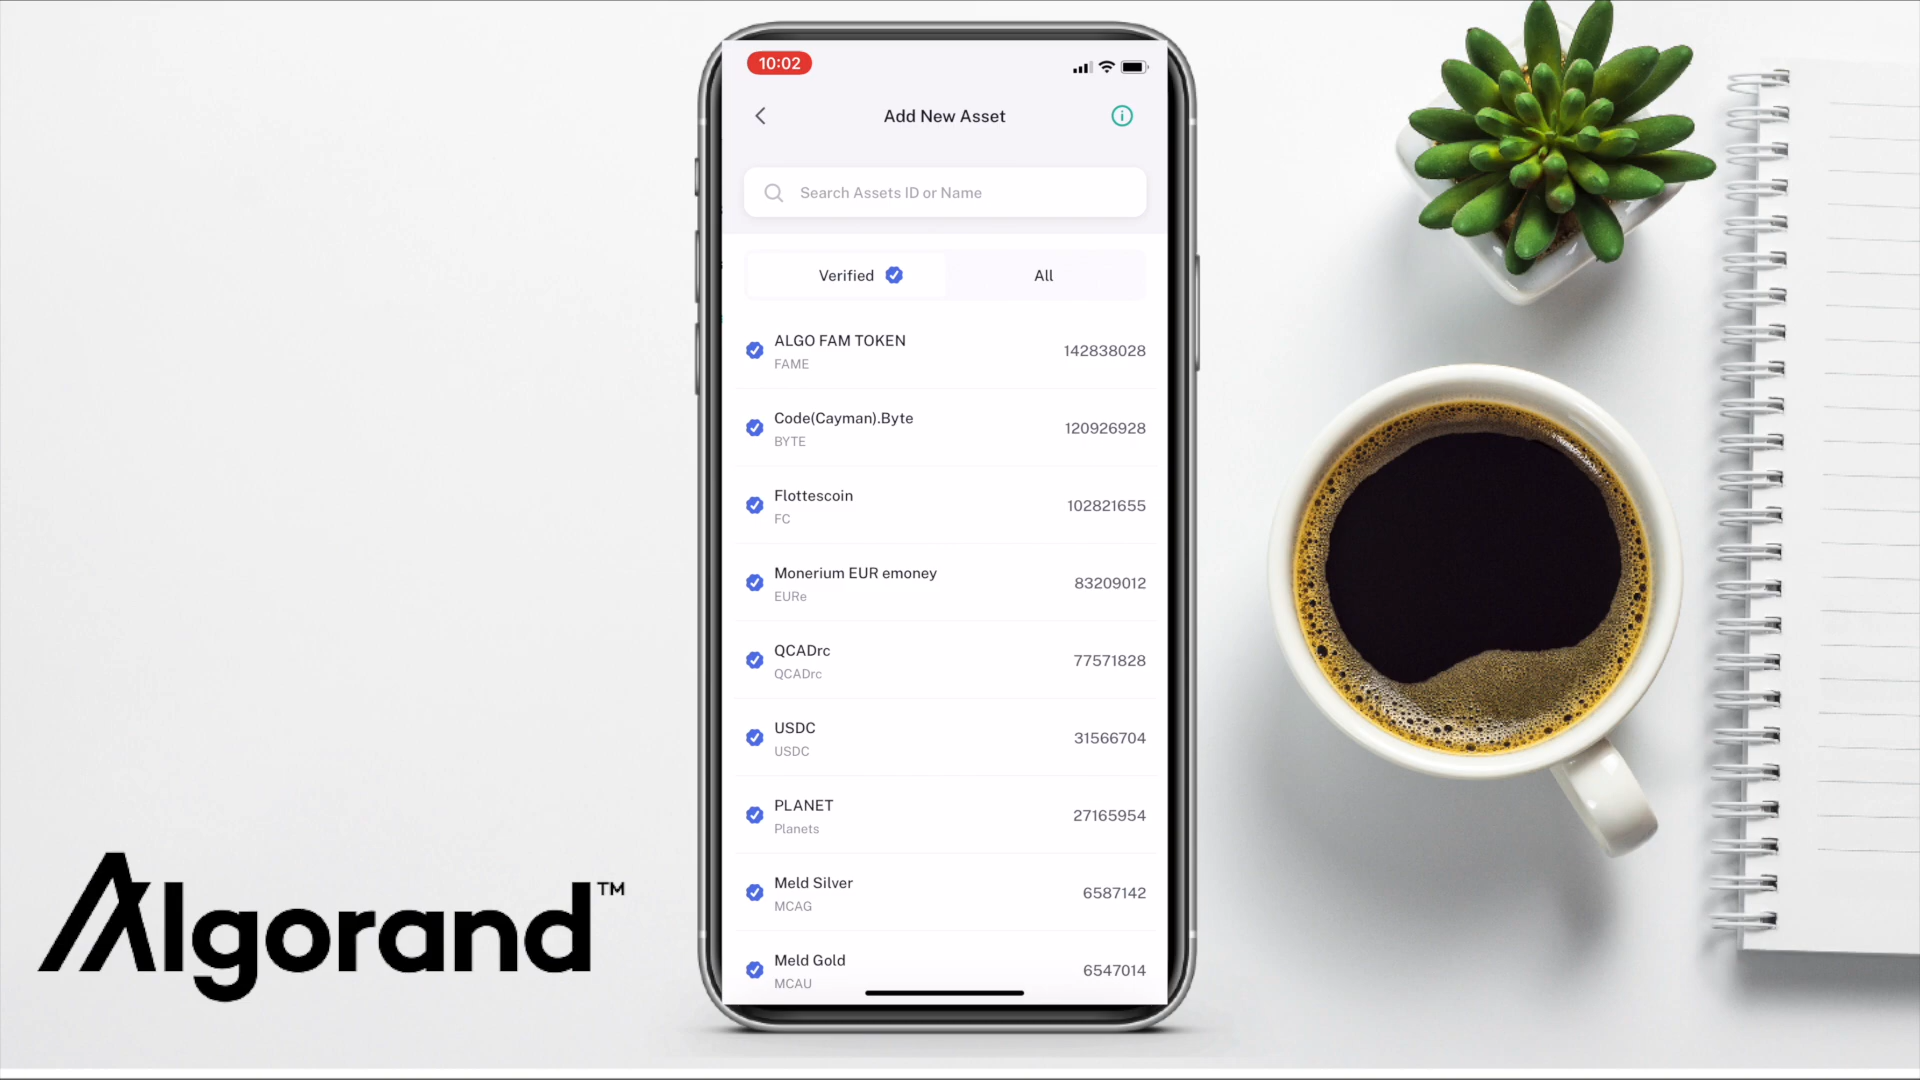 10:02
Add New Asset
Search Assets ID or Name
Verified All
ALGO FAM TOKEN
FAME
142838028
Code(Cayman).Byte
BYTE
120926928
Flottescoin
FC
102821655
Monerium EUR emoney
EURe
83209012
QCADrc
QCADrc
77571828
USDC
USDC
31566704
PLANET
Planets
27165954
Meld Silver
MCAG
6587142
Meld Gold
MCAU
6547014
Algorand™